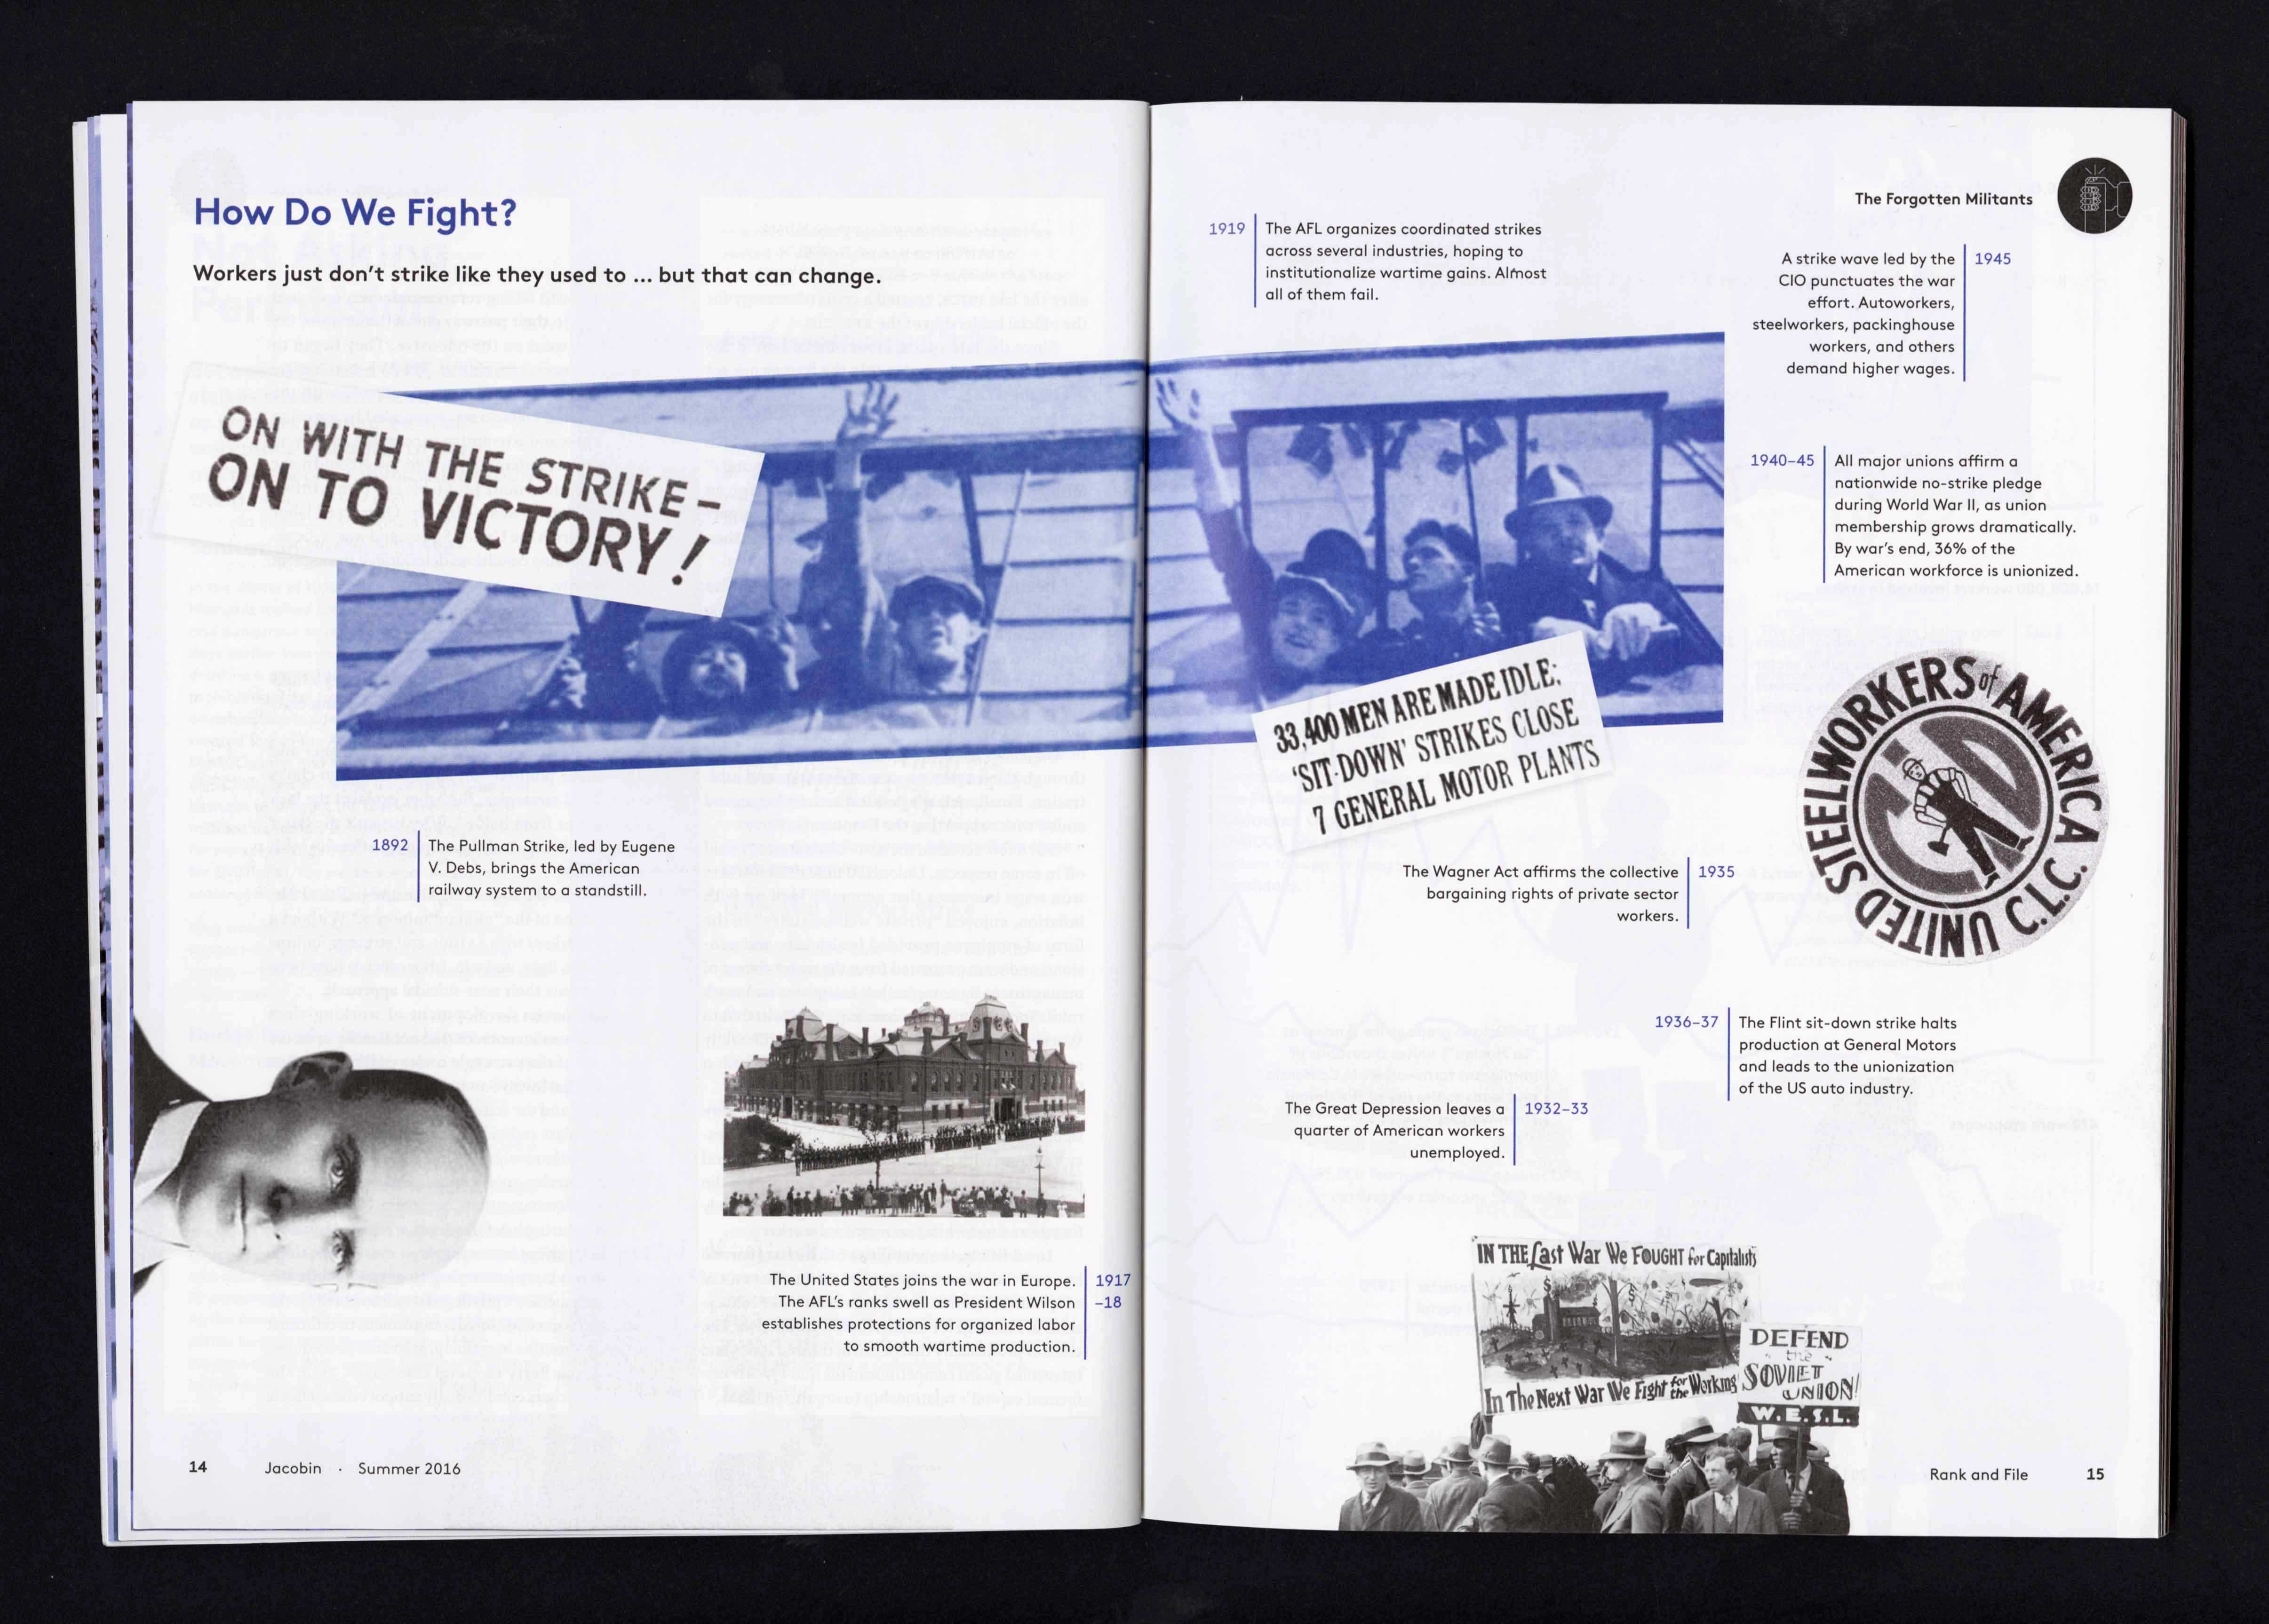 How Do We Fight?
Workers just don’t strike like they used to ... but that can change.
ON WITH THE STRIKE –
ON TO VICTORY!
1892
The Pullman Strike, led by Eugene
V. Debs, brings the American
railway system to a standstill.
The United States joins the war in Europe.
The AFL’s ranks swell as President Wilson
establishes protections for organized labor
to smooth wartime production.
1917
–18
14
Jacobin · Summer 2016
The Forgotten Militants
1919
The AFL organizes coordinated strikes
across several industries, hoping to
institutionalize wartime gains. Almost
all of them fail.
A strike wave led by the
CIO punctuates the war
effort. Autoworkers,
steelworkers, packinghouse
workers, and others
demand higher wages.
1945
1940–45
All major unions affirm a
nationwide no-strike pledge
during World War II, as union
membership grows dramatically.
By war’s end, 36% of the
American workforce is unionized.
33,400 MEN ARE MADE IDLE;
‘SIT-DOWN’ STRIKES CLOSE
7 GENERAL MOTOR PLANTS
UNITED STEELWORKERS of AMERICA C.L.C.
CIO
The Wagner Act affirms the collective
bargaining rights of private sector
workers.
1935
1936–37
The Flint sit-down strike halts
production at General Motors
and leads to the unionization
of the US auto industry.
The Great Depression leaves a
quarter of American workers
unemployed.
1932–33
IN THE Last War We FOUGHT for Capitalists
In The Next War We Fight for the Working
DEFEND
the
SOVIET
UNION!
W.E.S.L.
Rank and File
15